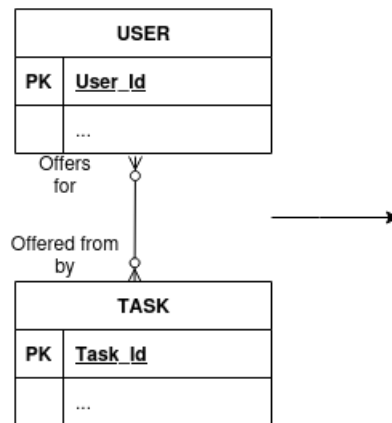 USER
PK User_Id
...
Offers
for
Offered from
by
TASK
PK Task_Id
...